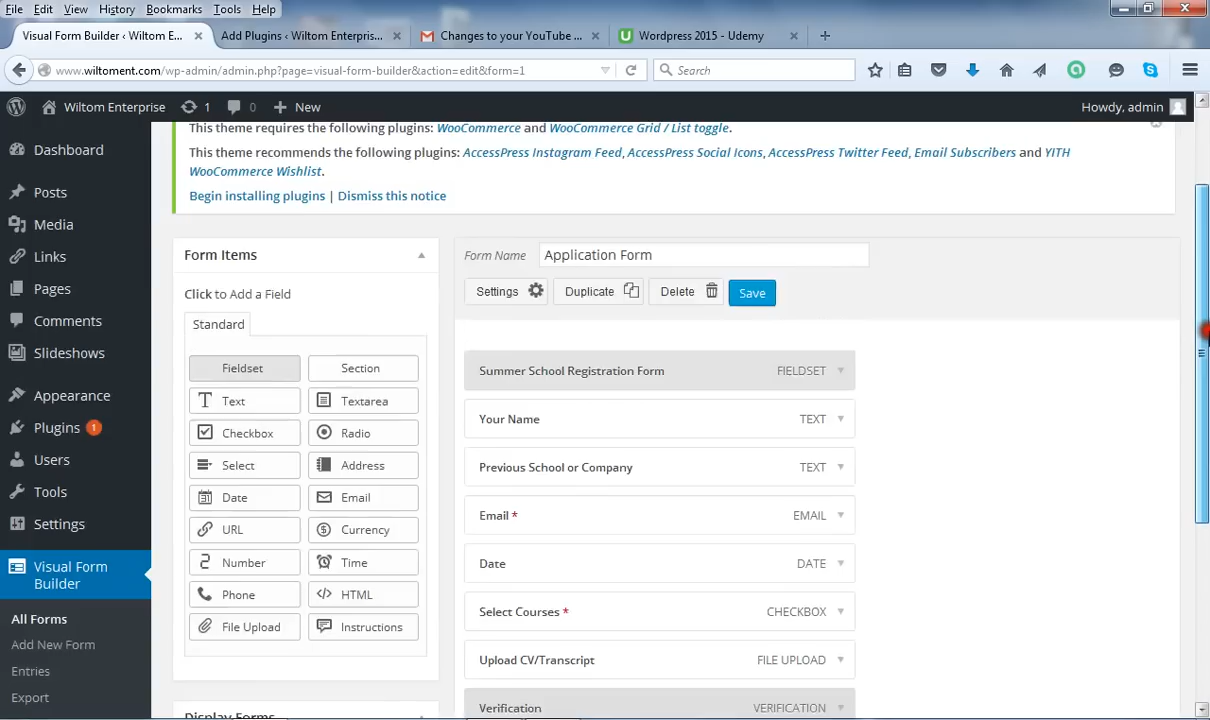 File Edit View History Bookmarks Tools Help
Visual Form Builder ‹ Wiltom E... × Add Plugins ‹ Wiltom Enterpris... × Changes to your YouTube ... × Wordpress 2015 - Udemy ×
www.wiltoment.com/wp-admin/admin.php?page=visual-form-builder&action=edit&form=1 Search
Wiltom Enterprise 1 0 New Howdy, admin
This theme requires the following plugins: WooCommerce and WooCommerce Grid / List toggle.
This theme recommends the following plugins: AccessPress Instagram Feed, AccessPress Social Icons, AccessPress Twitter Feed, Email Subscribers and YITH
WooCommerce Wishlist.
Begin installing plugins | Dismiss this notice
Dashboard
Posts
Media
Links
Pages
Comments
Slideshows
Appearance
Plugins 1
Users
Tools
Settings
Visual Form
Builder
All Forms
Add New Form
Entries
Export
Form Items
Click to Add a Field
Standard
Fieldset Section
Text Textarea
Checkbox Radio
Select Address
Date Email
URL Currency
Number Time
Phone HTML
File Upload Instructions
Display Forms
Form Name Application Form
Settings Duplicate Delete Save
Summer School Registration Form FIELDSET
Your Name TEXT
Previous School or Company TEXT
Email * EMAIL
Date DATE
Select Courses * CHECKBOX
Upload CV/Transcript FILE UPLOAD
Verification VERIFICATION